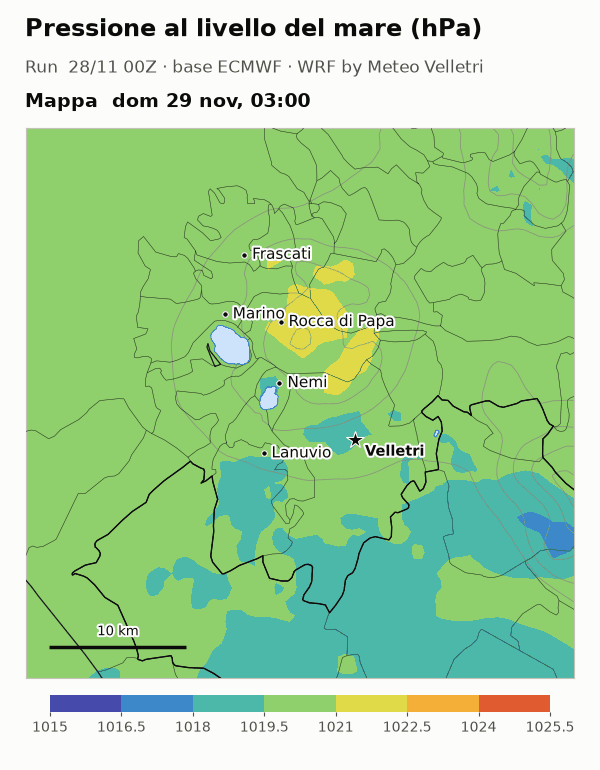 Pressione al livello del mare (hPa)
Run  28/11 00Z · base ECMWF · WRF by Meteo Velletri
Mappa  dom 29 nov, 03:00
Frascati
Marino
Rocca di Papa
Nemi
Velletri
Lanuvio
10 km
1015 1016.5 1018 1019.5 1021 1022.5 1024 1025.5